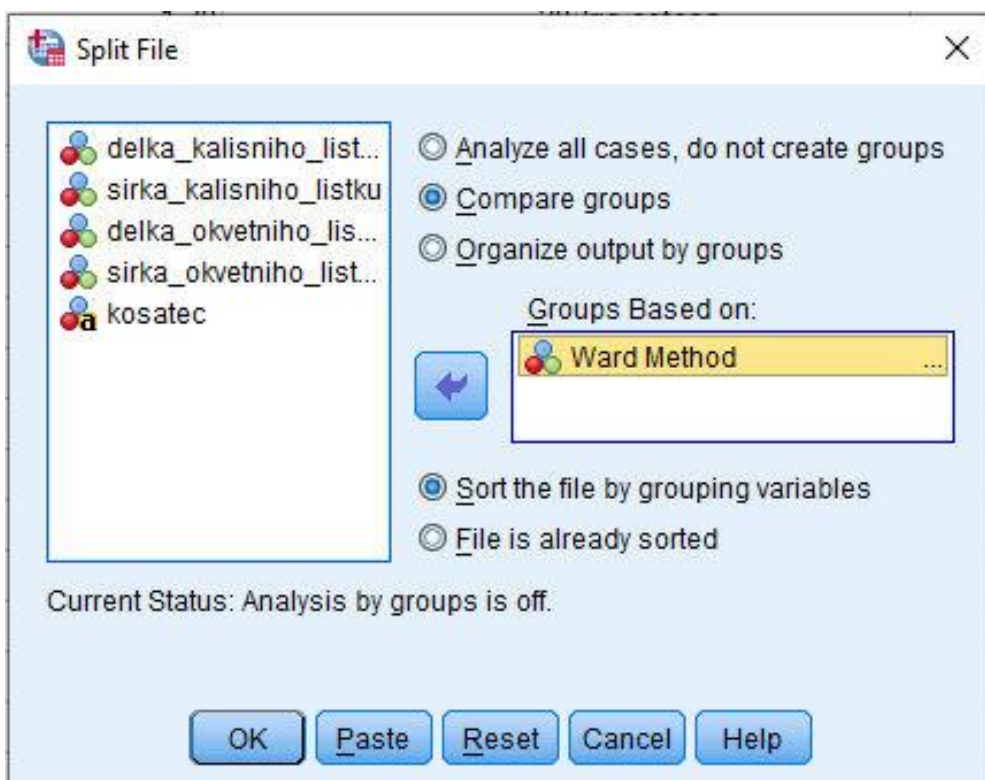 Split File
delka_kalisniho_list...
sirka_kalisniho_listku
delka_okvetniho_lis...
sirka_okvetniho_list...
a kosatec
Analyze all cases, do not create groups
Compare groups
Organize output by groups
Groups Based on:
Ward Method ...
Sort the file by grouping variables
File is already sorted
Current Status: Analysis by groups is off.
OK Paste Reset Cancel Help